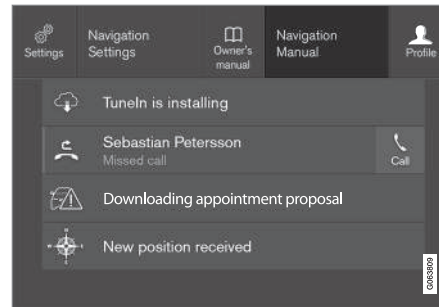 Settings
Navigation
Settings
Owner's
manual
Navigation
Manual
Profile
TuneIn is installing
Sebastian Petersson
Missed call
Call
Downloading appointment proposal
New position received
G063809